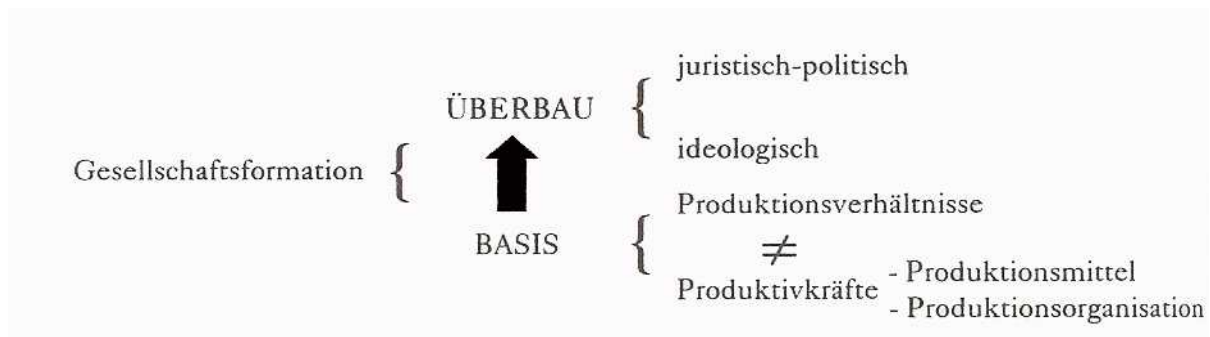 juristisch-politisch
ÜBERBAU {
ideologisch
Gesellschaftsformation {
Produktionsverhältnisse
BASIS {
≠
Produktivkräfte
- Produktionsmittel
- Produktionsorganisation